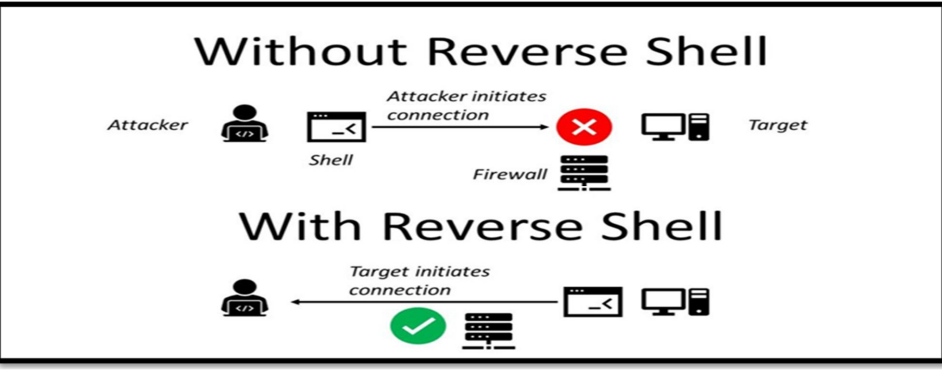 Without Reverse Shell
Attacker initiates
connection
Attacker
Target
Shell
Firewall
With Reverse Shell
Target initiates
connection